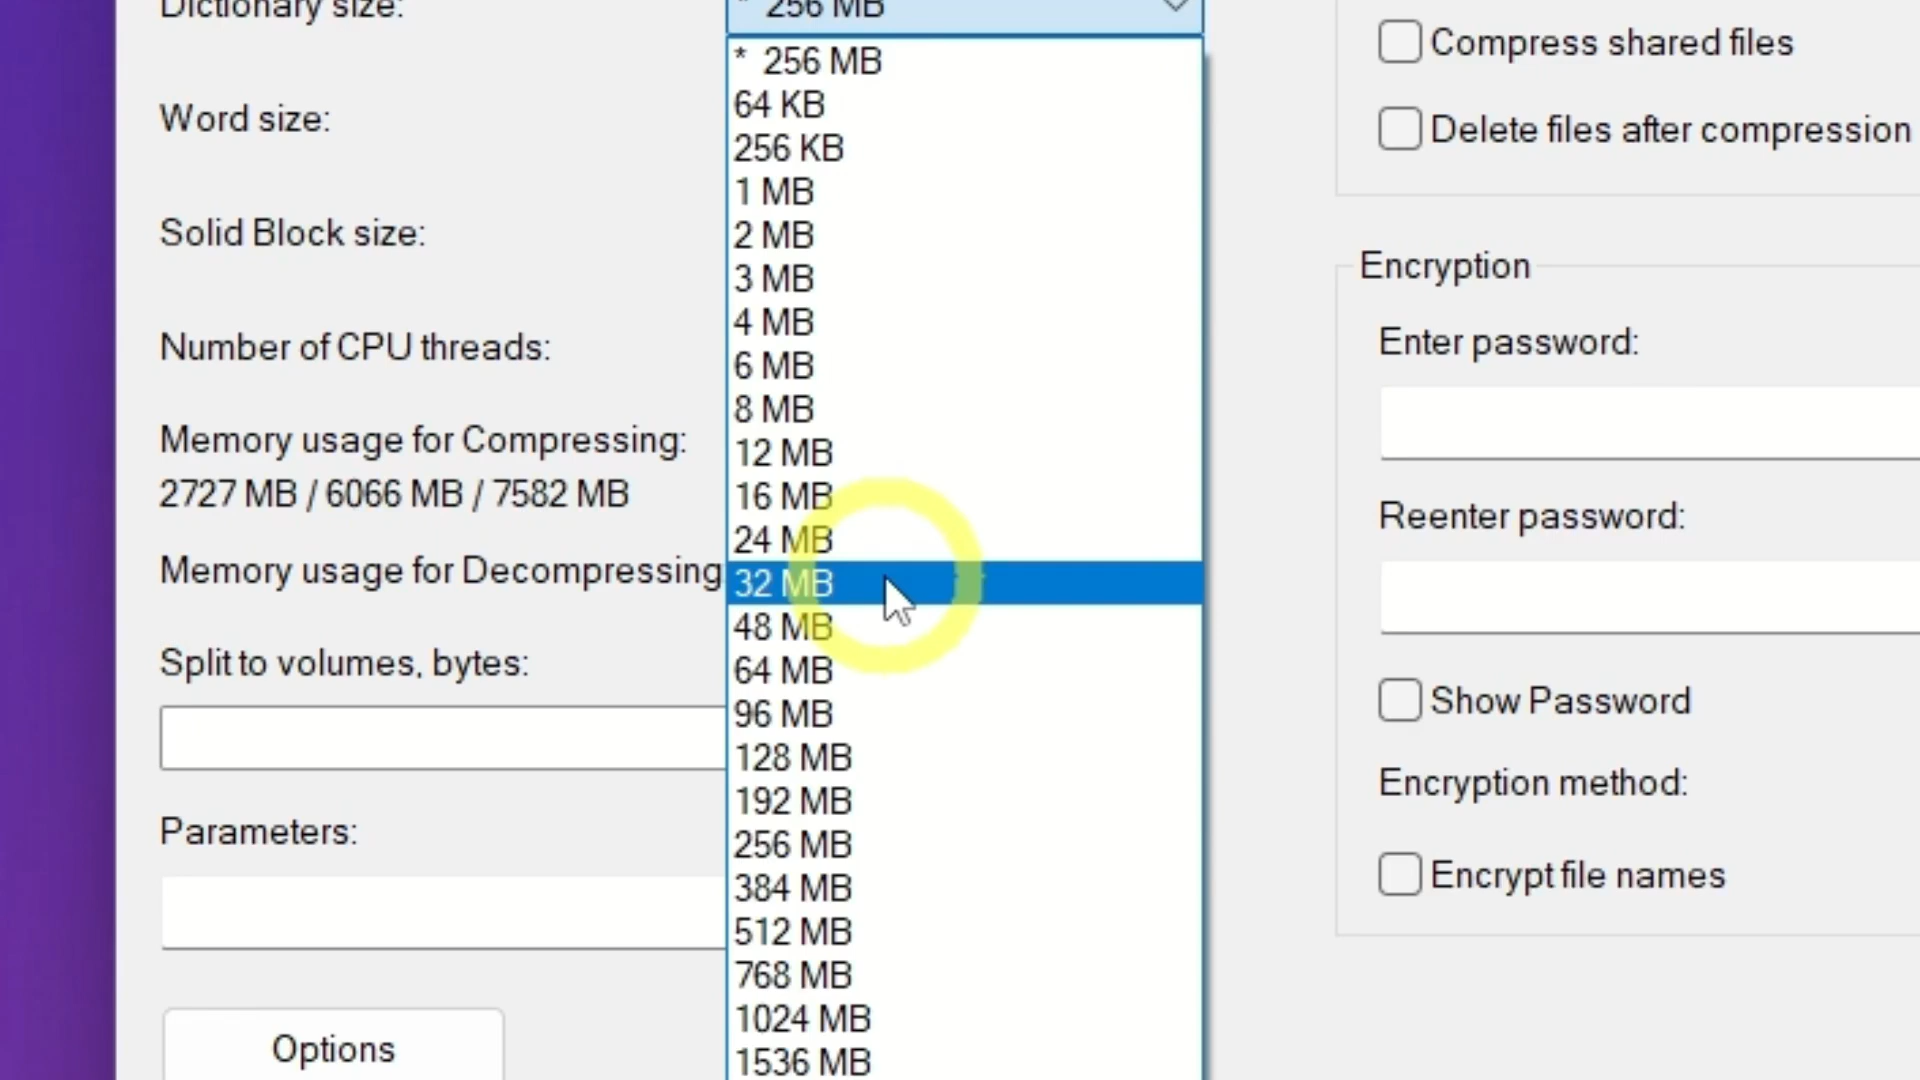 Dictionary size:
* 256 MB
* 256 MB
64 KB
256 KB
1 MB
2 MB
3 MB
4 MB
6 MB
8 MB
12 MB
16 MB
24 MB
32 MB
48 MB
64 MB
96 MB
128 MB
192 MB
256 MB
384 MB
512 MB
768 MB
1024 MB
1536 MB
Word size:
Solid Block size:
Number of CPU threads:
Memory usage for Compressing:
2727 MB / 6066 MB / 7582 MB
Memory usage for Decompressing
Split to volumes, bytes:
Parameters:
Options
Compress shared files
Delete files after compression
Encryption
Enter password:
Reenter password:
Show Password
Encryption method:
Encrypt file names